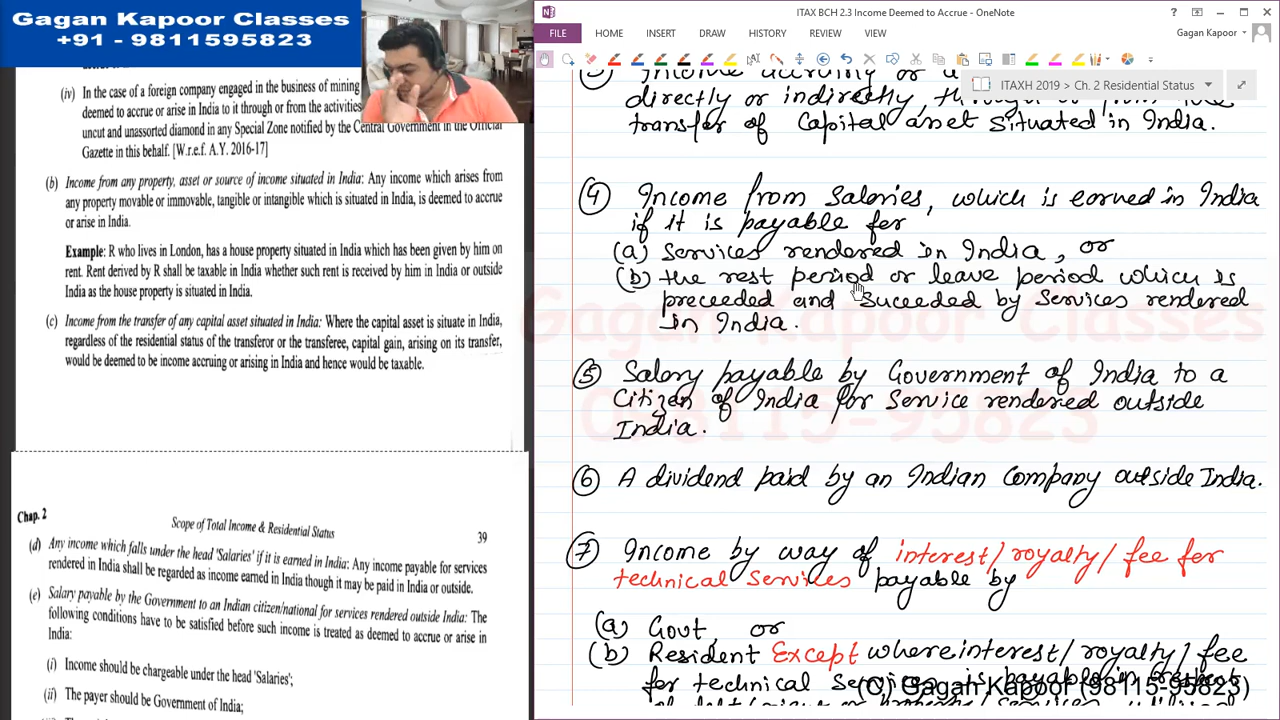 Gagan Kapoor Classes
+91 - 9811595823
(iv) In the case of a foreign company engaged in the business of mining
deemed to accrue or arise in India to it through or from the activities
uncut and unassorted diamond in any Special Zone notified by the Central Government in the Official
Gazette in this behalf. [W.r.e.f. A.Y. 2016-17]
(b) Income from any property, asset or source of income situated in India: Any income which arises from
any property movable or immovable, tangible or intangible which is situated in India, is deemed to accrue
or arise in India.
Example: R who lives in London, has a house property situated in India which has been given by him on
rent. Rent derived by R shall be taxable in India whether such rent is received by him in India or outside
India as the house property is situated in India.
(c) Income from the transfer of any capital asset situated in India: Where the capital asset is situate in India,
regardless of the residential status of the transferor or the transferee, capital gain, arising on its transfer,
would be deemed to be income accruing or arising in India and hence would be taxable.
Chap. 2
Scope of Total Income & Residential Status
39
(d) Any income which falls under the head 'Salaries' if it is earned in India: Any income payable for services
rendered in India shall be regarded as income earned in India though it may be paid in India or outside.
(e) Salary payable by the Government to an Indian citizen/national for services rendered outside India: The
following conditions have to be satisfied before such income is treated as deemed to accrue or arise in
India:
(i) Income should be chargeable under the head 'Salaries';
(ii) The payer should be Government of India;
ITAX BCH 2.3 Income Deemed to Accrue - OneNote
FILE HOME INSERT DRAW HISTORY REVIEW VIEW
Gagan Kapoor
ITAXH 2019 > Ch. 2 Residential Status
Income accruing or
directly or indirectly, through or from
transfer of Capital asset situated in India.
④ Income from Salaries, which is earned in India
if it is payable for
(a) Services rendered in India, or
(b) the rest period or leave period which is
preceeded and suceeded by services rendered
in India.
⑤ Salary payable by Government of India to a
Citizen of India for Service rendered outside
India.
⑥ A dividend paid by an Indian Company outside India.
⑦ Income by way of interest/royalty/fee for
technical Services payable by
(a) Govt, or
(b) Resident Except where interest/royalty/fee
for technical Services is payable in respect
(C) Gagan Kapoor (98115-95823)
Gagan Kapoor Classes
98115-95823